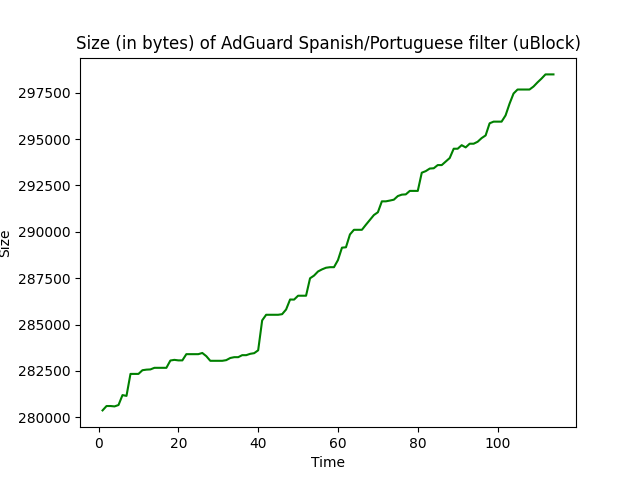 Size (in bytes) of AdGuard Spanish/Portuguese filter (uBlock)
297500
295000
292500
290000
287500
285000
282500
280000
Size
0 20 40 60 80 100
Time